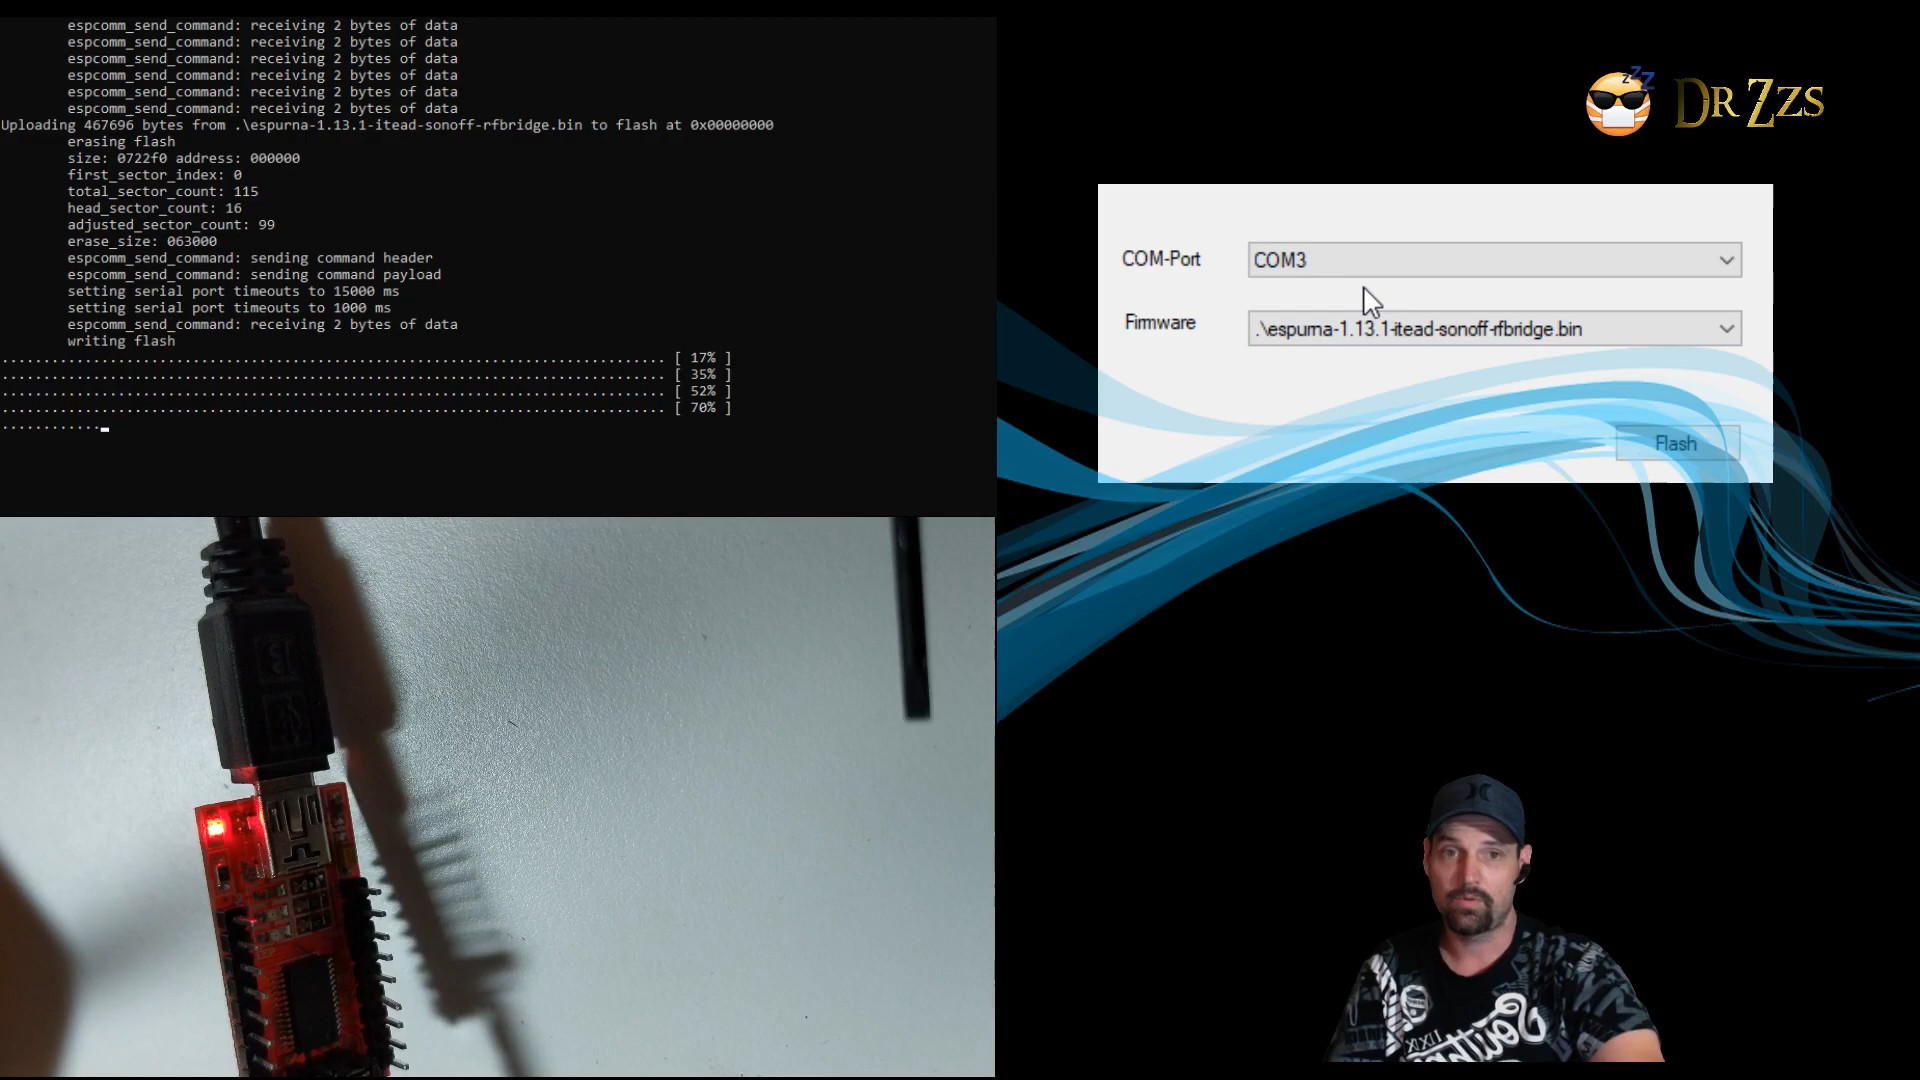 espcomm_send_command: receiving 2 bytes of data
espcomm_send_command: receiving 2 bytes of data
espcomm_send_command: receiving 2 bytes of data
espcomm_send_command: receiving 2 bytes of data
espcomm_send_command: receiving 2 bytes of data
espcomm_send_command: receiving 2 bytes of data
Uploading 467696 bytes from .\espurna-1.13.1-itead-sonoff-rfbridge.bin to flash at 0x00000000
erasing flash
size: 0722f0 address: 000000
first_sector_index: 0
total_sector_count: 115
head_sector_count: 16
adjusted_sector_count: 99
erase_size: 063000
espcomm_send_command: sending command header
espcomm_send_command: sending command payload
setting serial port timeouts to 15000 ms
setting serial port timeouts to 1000 ms
espcomm_send_command: receiving 2 bytes of data
writing flash
................................................................................ [ 17% ]
................................................................................ [ 35% ]
................................................................................ [ 52% ]
................................................................................ [ 70% ]
............
zzZ
DR ZZS
COM-Port
COM3
Firmware
.\espurna-1.13.1-itead-sonoff-rfbridge.bin
Flash